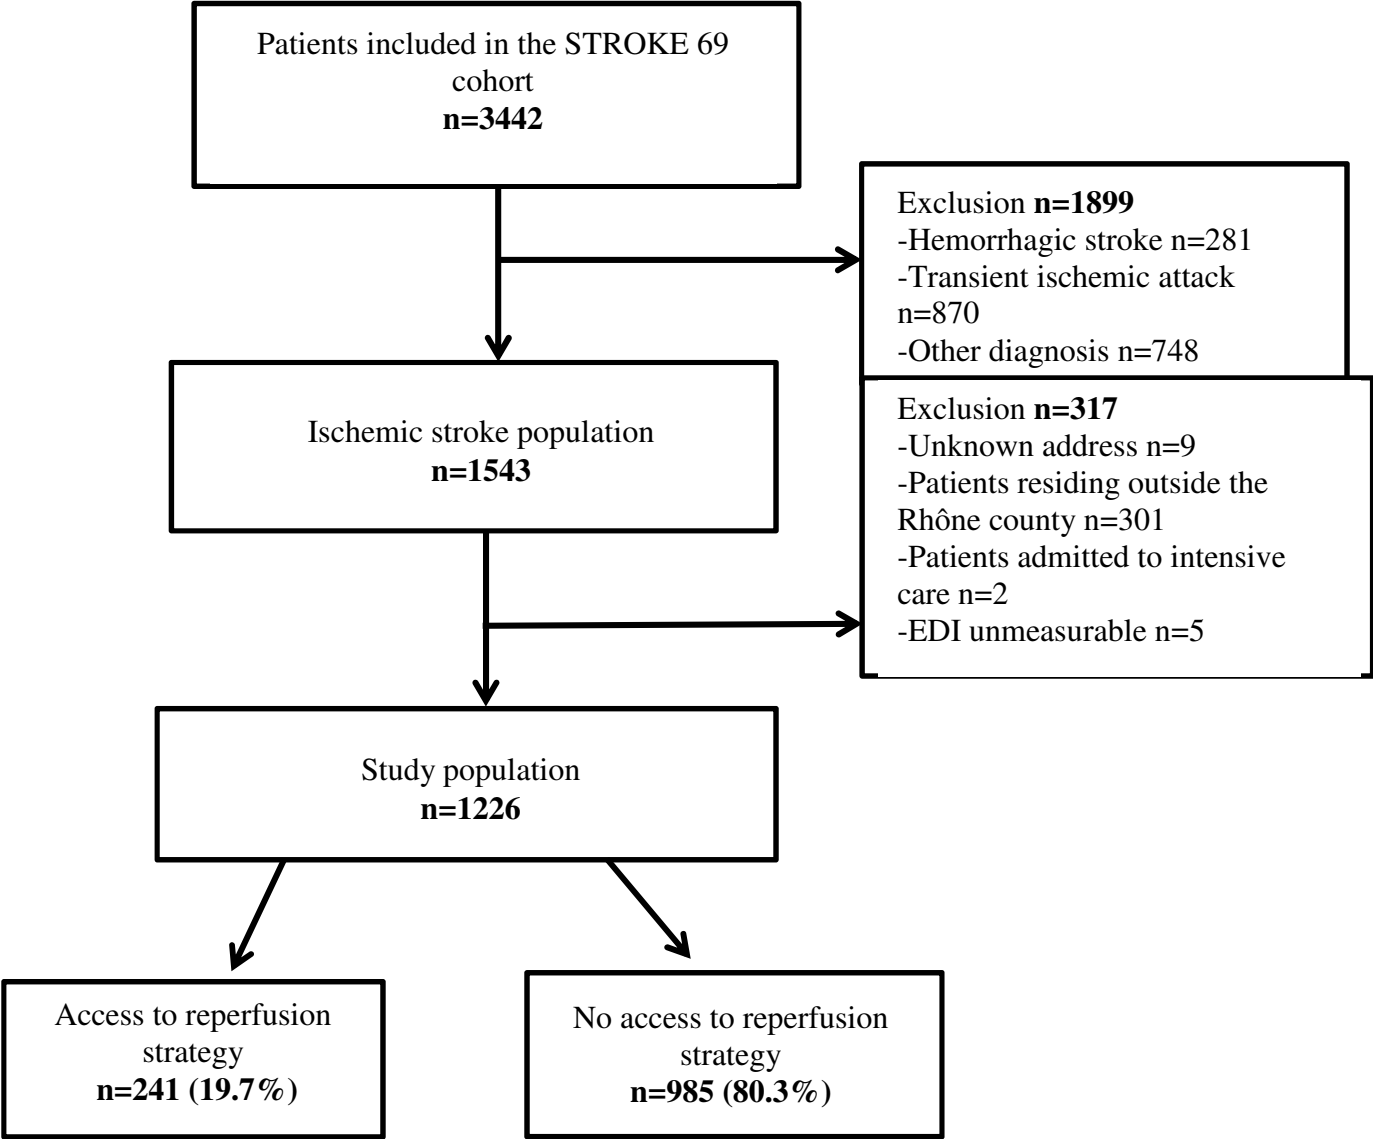 Patients included in the STROKE 69
cohort
n=3442
Exclusion n=1899
-Hemorrhagic stroke n=281
-Transient ischemic attack
n=870
-Other diagnosis n=748
Ischemic stroke population
n=1543
Exclusion n=317
-Unknown address n=9
-Patients residing outside the
Rhône county n=301
-Patients admitted to intensive
care n=2
-EDI unmeasurable n=5
Study population
n=1226
Access to reperfusion
strategy
n=241 (19.7%)
No access to reperfusion
strategy
n=985 (80.3%)